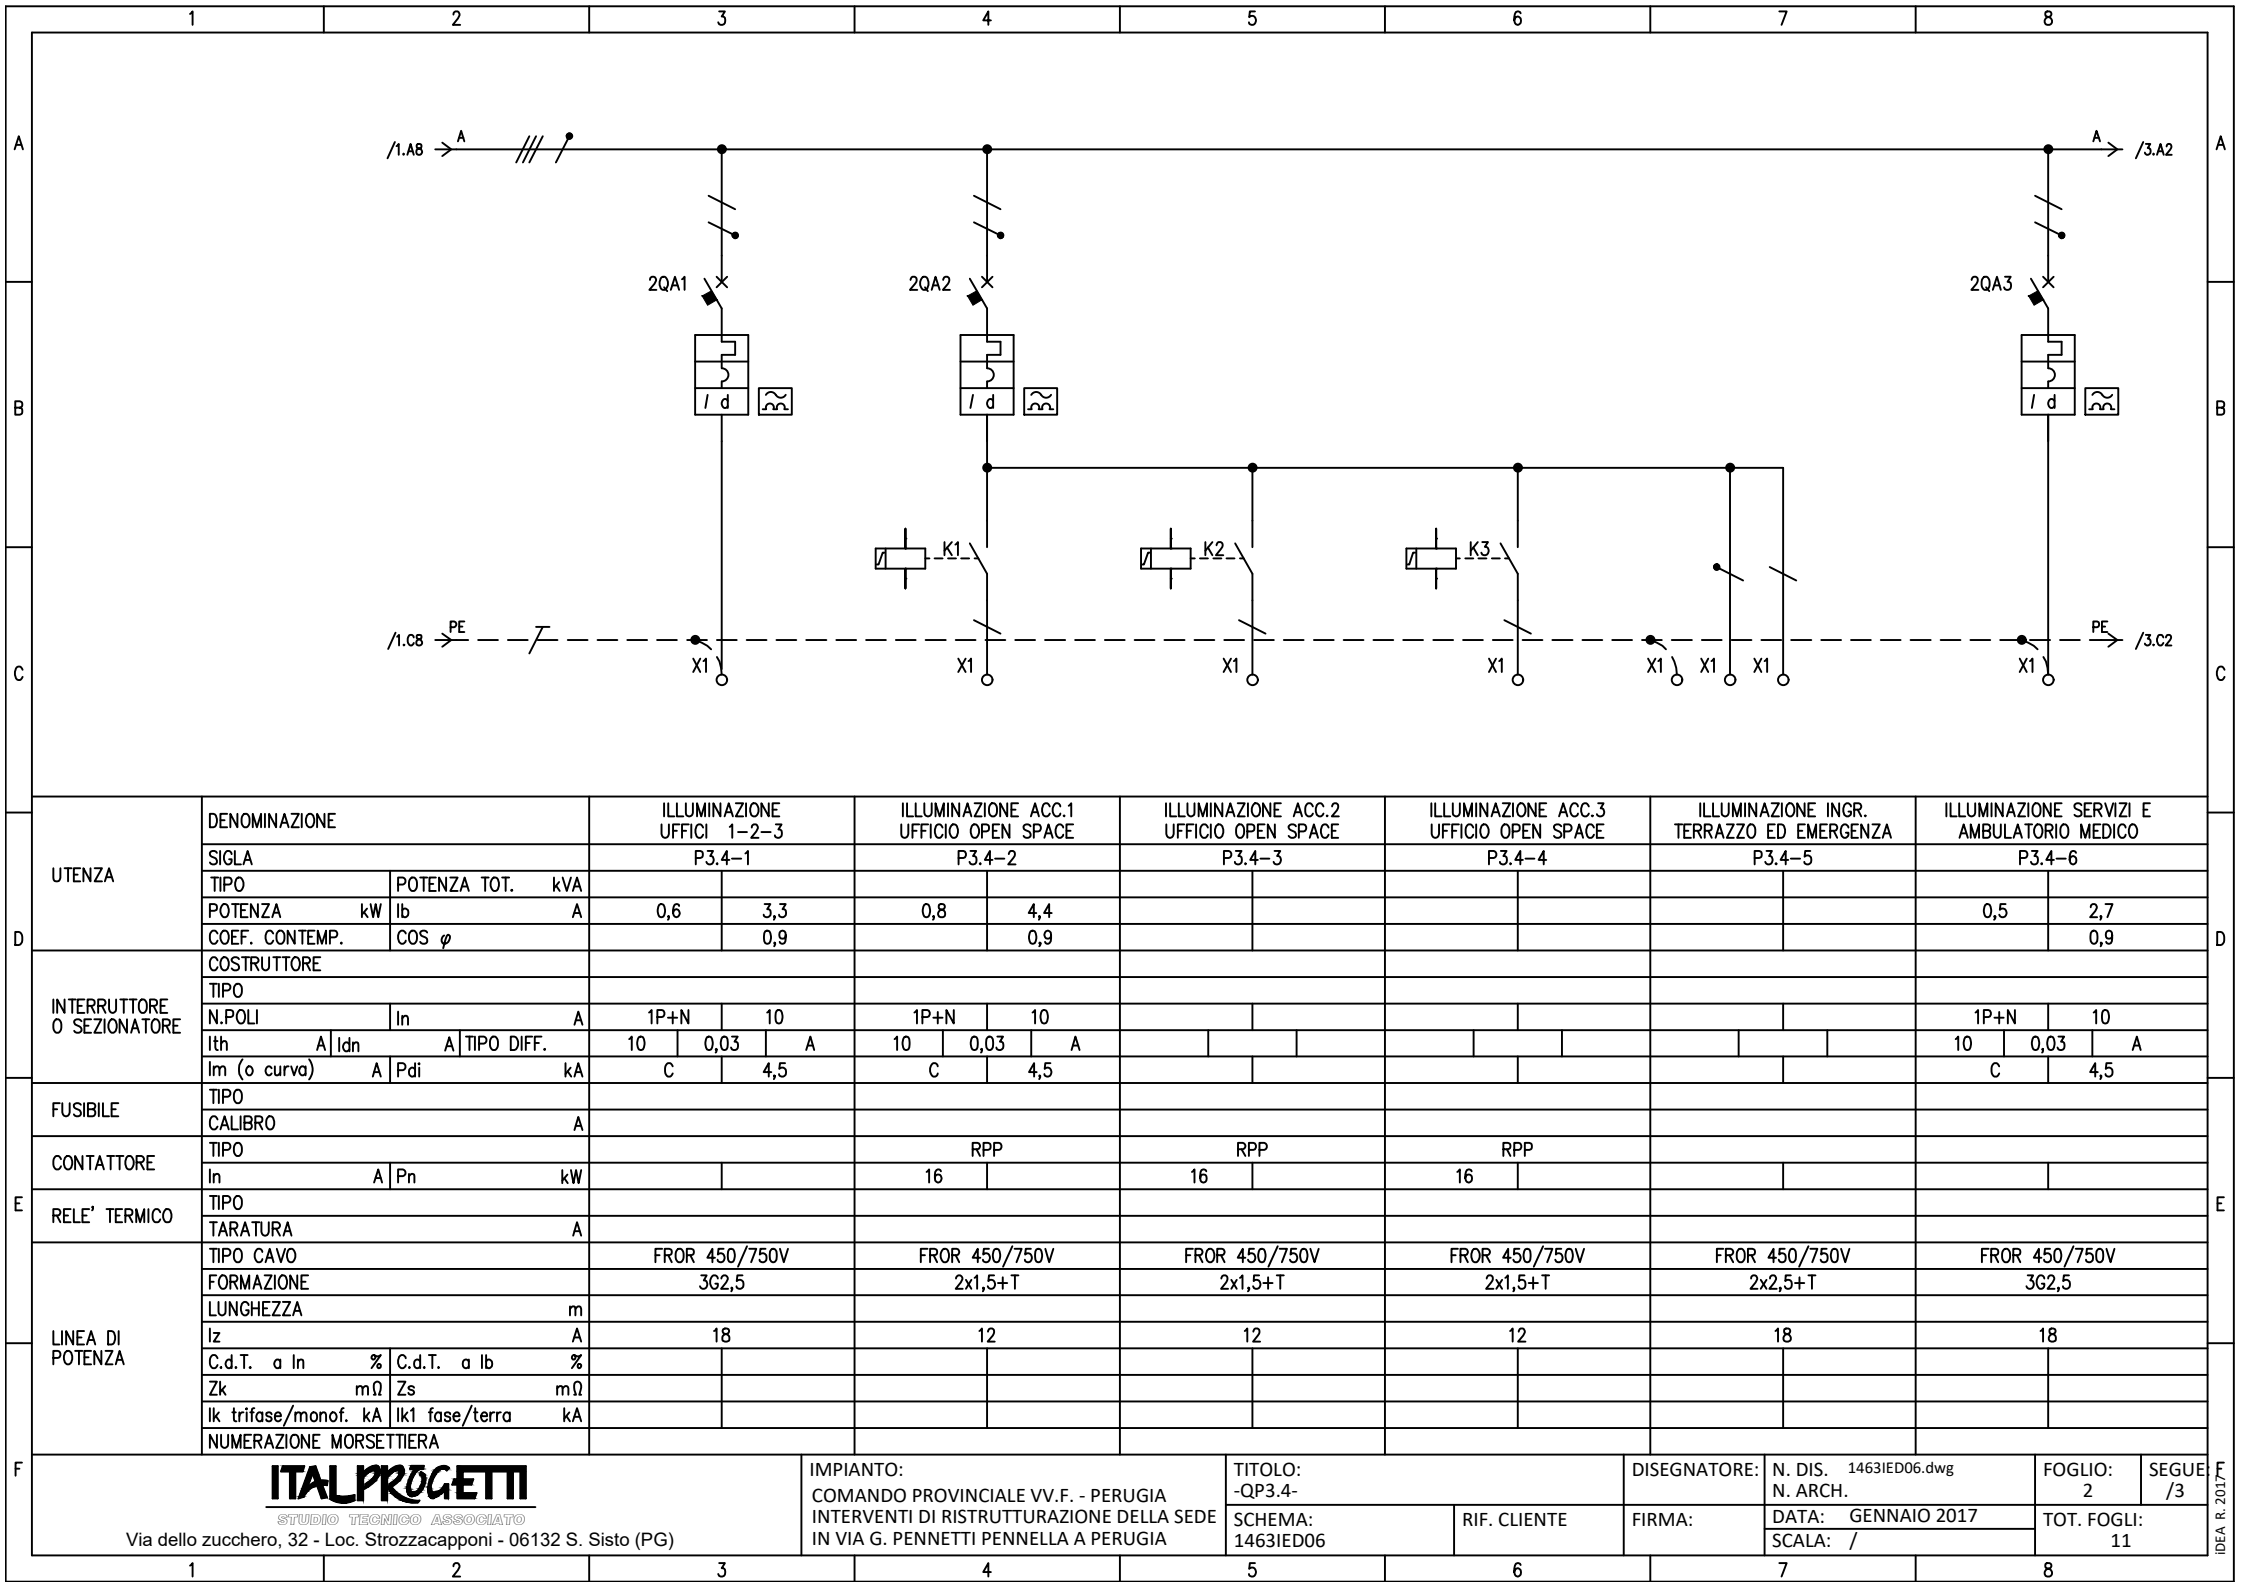 1 2 3 4 5 6 7 8
A A
/1.A8 A A /3.A2
2QA1 2QA2 2QA3
B I d I d I d B
K1 K2 K3
/1.C8 PE PE /3.C2
C X1 X1 X1 X1 X1 X1 X1 X1 C
UTENZA
DENOMINAZIONE
ILLUMINAZIONE UFFICI 1-2-3
ILLUMINAZIONE ACC.1 UFFICIO OPEN SPACE
ILLUMINAZIONE ACC.2 UFFICIO OPEN SPACE
ILLUMINAZIONE ACC.3 UFFICIO OPEN SPACE
ILLUMINAZIONE INGR. TERRAZZO ED EMERGENZA
ILLUMINAZIONE SERVIZI E AMBULATORIO MEDICO
SIGLA P3.4-1 P3.4-2 P3.4-3 P3.4-4 P3.4-5 P3.4-6
TIPO POTENZA TOT. kVA
POTENZA kW Ib A 0,6 3,3 0,8 4,4 0,5 2,7
D COEF. CONTEMP. COS φ 0,9 0,9 0,9 D
INTERRUTTORE O SEZIONATORE
COSTRUTTORE
TIPO
N.POLI In A 1P+N 10 1P+N 10 1P+N 10
Ith A Idn A TIPO DIFF. 10 0,03 A 10 0,03 A 10 0,03 A
Im (o curva) A Pdi kA C 4,5 C 4,5 C 4,5
FUSIBILE
TIPO
CALIBRO A
CONTATTORE
TIPO RPP RPP RPP
In A Pn kW 16 16 16
E RELE' TERMICO E
TIPO
TARATURA A
LINEA DI POTENZA
TIPO CAVO FROR 450/750V FROR 450/750V FROR 450/750V FROR 450/750V FROR 450/750V FROR 450/750V
FORMAZIONE 3G2,5 2x1,5+T 2x1,5+T 2x1,5+T 2x2,5+T 3G2,5
LUNGHEZZA m
Iz A 18 12 12 12 18 18
C.d.T. a In % C.d.T. a Ib %
Zk mΩ Zs mΩ
Ik trifase/monof. kA Ik1 fase/terra kA
NUMERAZIONE MORSETTIERA
F F
ITALPROGETTI
STUDIO TECNICO ASSOCIATO
Via dello zucchero, 32 - Loc. Strozzacapponi - 06132 S. Sisto (PG)
IMPIANTO:
COMANDO PROVINCIALE VV.F. - PERUGIA
INTERVENTI DI RISTRUTTURAZIONE DELLA SEDE
IN VIA G. PENNETTI PENNELLA A PERUGIA
TITOLO:
-QP3.4-
SCHEMA:
1463IED06
RIF. CLIENTE
DISEGNATORE:
FIRMA:
N. DIS. 1463IED06.dwg
N. ARCH.
DATA: GENNAIO 2017
SCALA: /
FOGLIO:
2
SEGUE:
/3
TOT. FOGLI:
11
iDEA R. 2017
1 2 3 4 5 6 7 8